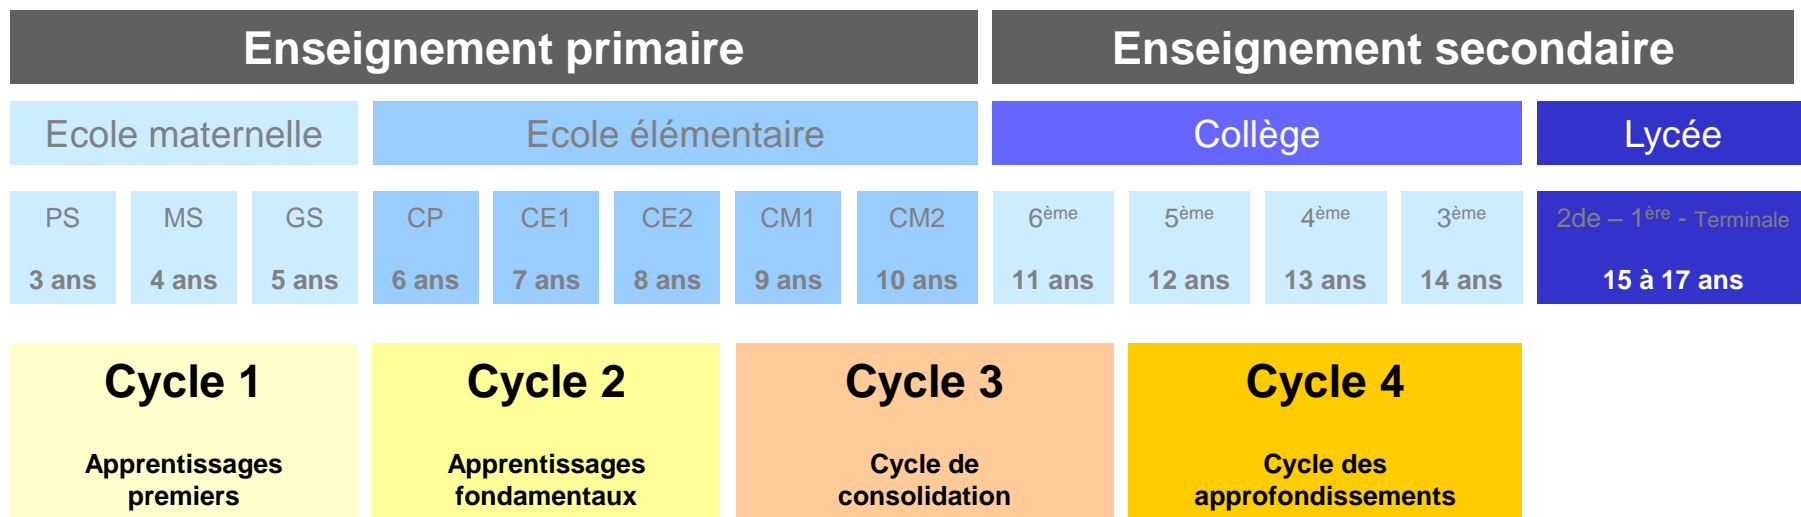 Enseignement primaire
Enseignement secondaire
Ecole maternelle
Ecole élémentaire
Collège
Lycée
PS
MS
GS
CP
CE1
CE2
CM1
CM2
6ème
5ème
4ème
3ème
2de – 1ère - Terminale
3 ans
4 ans
5 ans
6 ans
7 ans
8 ans
9 ans
10 ans
11 ans
12 ans
13 ans
14 ans
15 à 17 ans
Cycle 1
Apprentissages
premiers
Cycle 2
Apprentissages
fondamentaux
Cycle 3
Cycle de
consolidation
Cycle 4
Cycle des
approfondissements